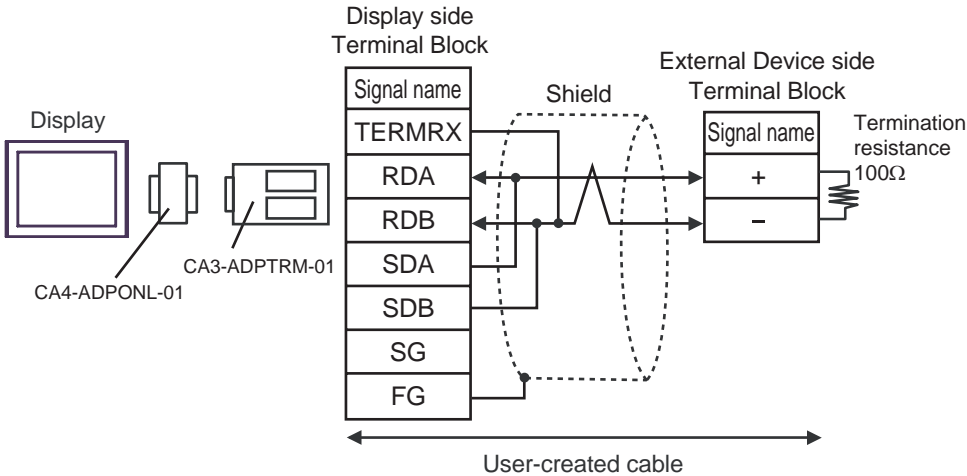 Display side
Terminal Block
External Device side
Terminal Block
Signal name
Shield
Display
TERMRX
Signal name
Termination
resistance
100Ω
RDA
+
RDB
−
SDA
CA3-ADPTRM-01
CA4-ADPONL-01
SDB
SG
FG
User-created cable